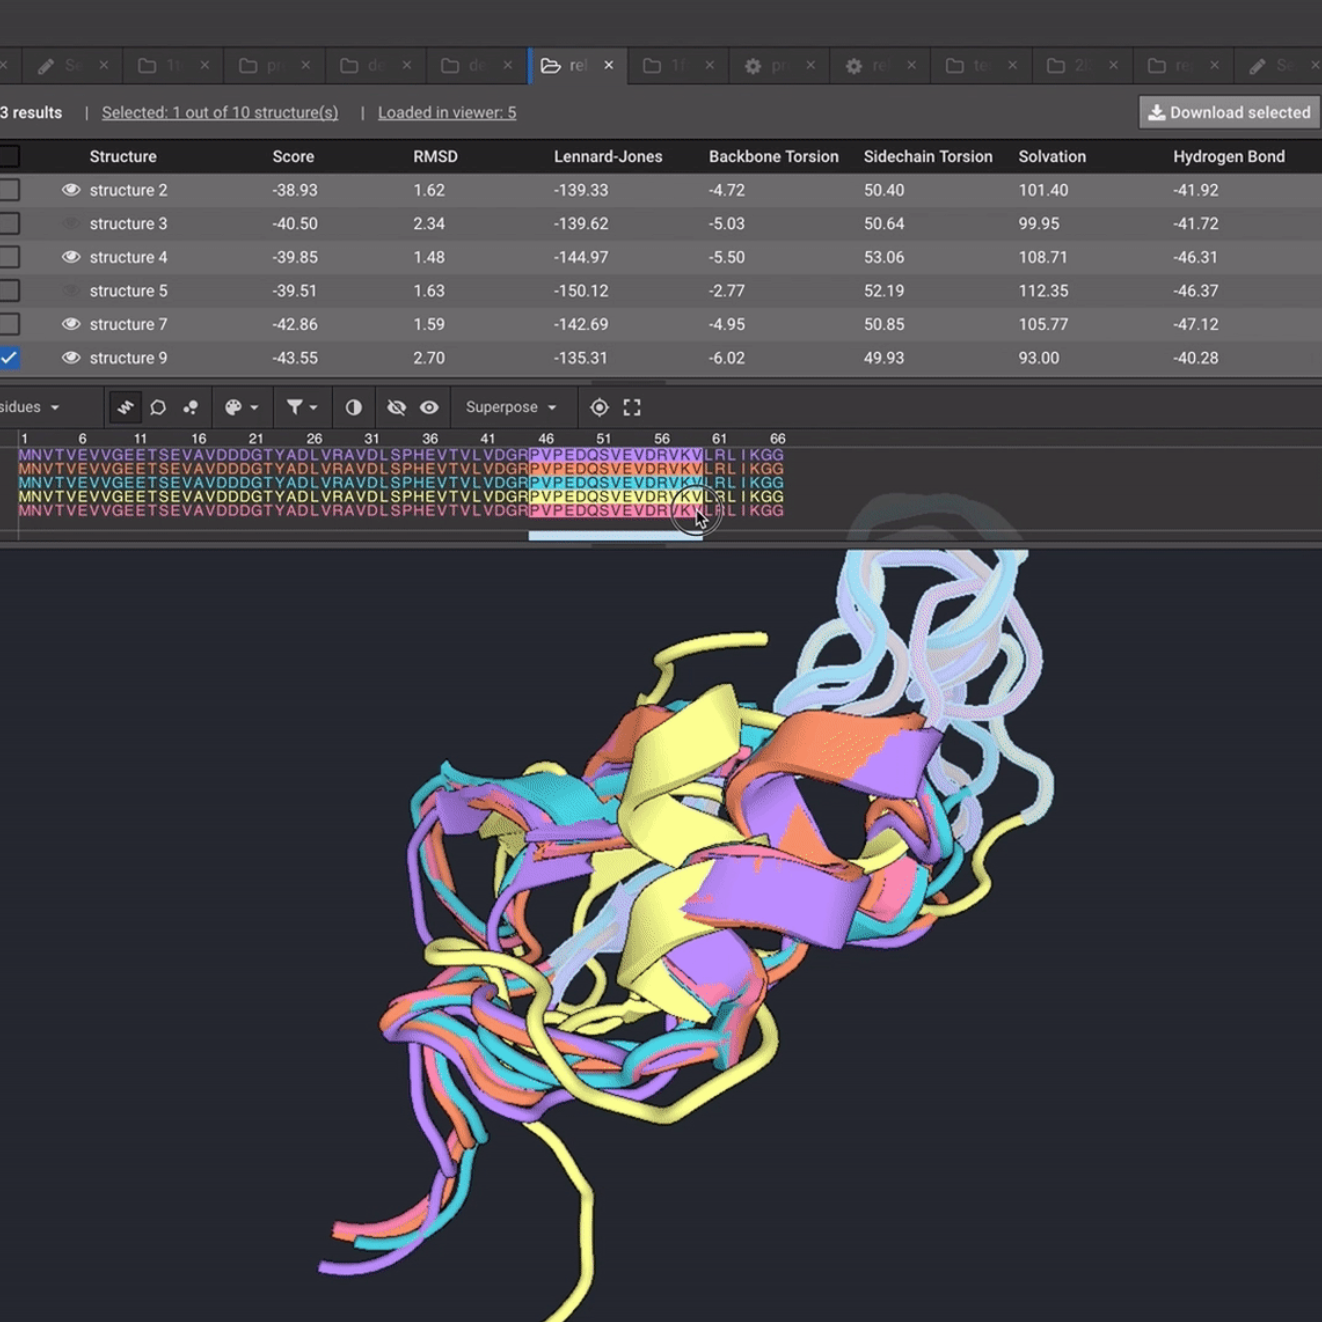 rel
3 results | Selected: 1 out of 10 structure(s) | Loaded in viewer: 5 Download selected
Structure Score RMSD Lennard-Jones Backbone Torsion Sidechain Torsion Solvation Hydrogen Bond
structure 2 -38.93 1.62 -139.33 -4.72 50.40 101.40 -41.92
structure 3 -40.50 2.34 -139.62 -5.03 50.64 99.95 -41.72
structure 4 -39.85 1.48 -144.97 -5.50 53.06 108.71 -46.31
structure 5 -39.51 1.63 -150.12 -2.77 52.19 112.35 -46.37
structure 7 -42.86 1.59 -142.69 -4.95 50.85 105.77 -47.12
structure 9 -43.55 2.70 -135.31 -6.02 49.93 93.00 -40.28
sidues Superpose
1 6 11 16 21 26 31 36 41 46 51 56 61 66
MNVTVEVVGEETSEVAVDDDGTYADLVRAVDLSPHEVTVLVDGRPVPEDQSVEVDRVKVLRLIKGG
MNVTVEVVGEETSEVAVDDDGTYADLVRAVDLSPHEVTVLVDGRPVPEDQSVEVDRVKVLRLIKGG
MNVTVEVVGEETSEVAVDDDGTYADLVRAVDLSPHEVTVLVDGRPVPEDQSVEVDRVKVLRLIKGG
MNVTVEVVGEETSEVAVDDDGTYADLVRAVDLSPHEVTVLVDGRPVPEDQSVEVDRVKVLRLIKGG
MNVTVEVVGEETSEVAVDDDGTYADLVRAVDLSPHEVTVLVDGRPVPEDQSVEVDRVKVLRLIKGG